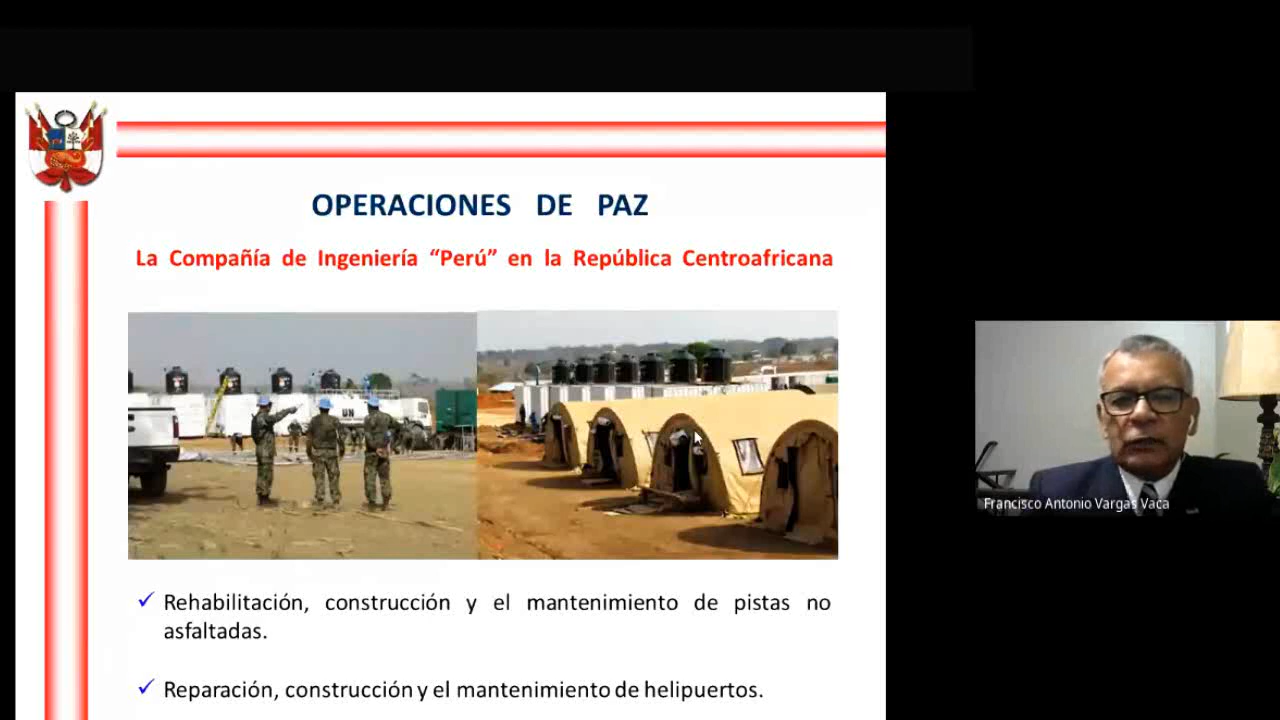 OPERACIONES DE PAZ
La Compañía de Ingeniería “Perú” en la República Centroafricana
UN
✓ Rehabilitación, construcción y el mantenimiento de pistas no
asfaltadas.
✓ Reparación, construcción y el mantenimiento de helipuertos.
Francisco Antonio Vargas Vaca